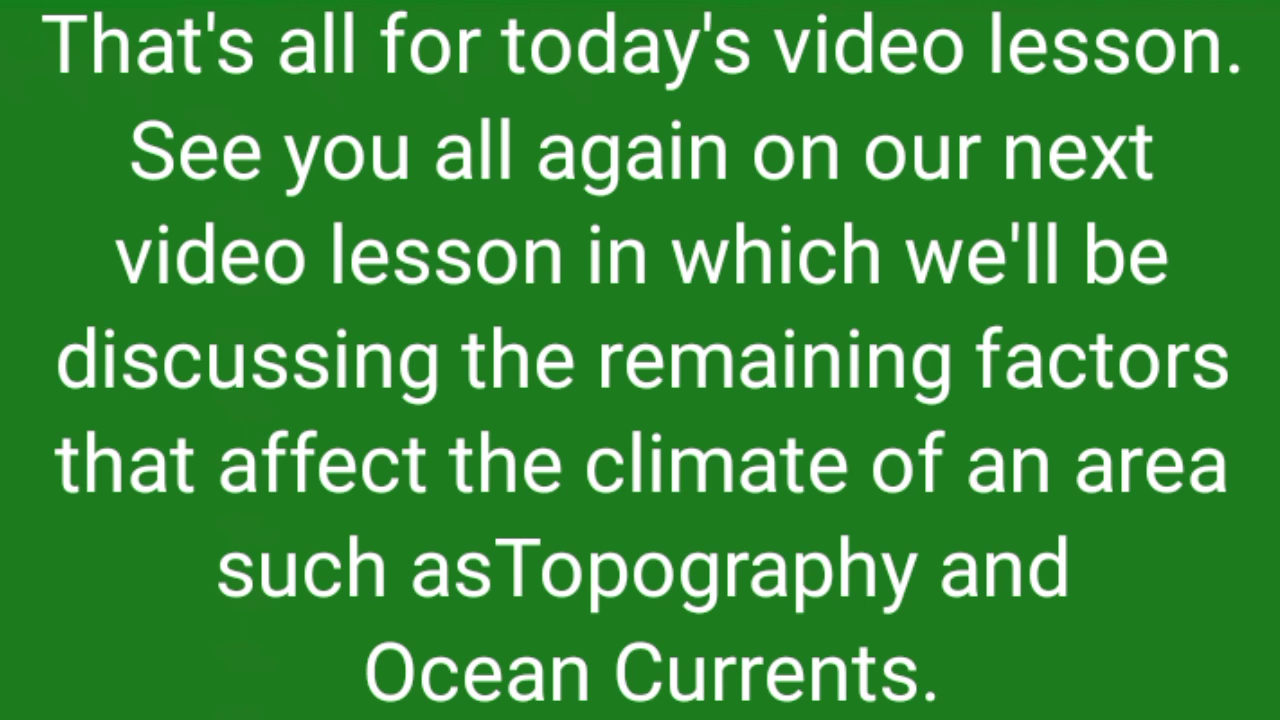 That's all for today's video lesson.
See you all again on our next
video lesson in which we'll be
discussing the remaining factors
that affect the climate of an area
such asTopography and
Ocean Currents.